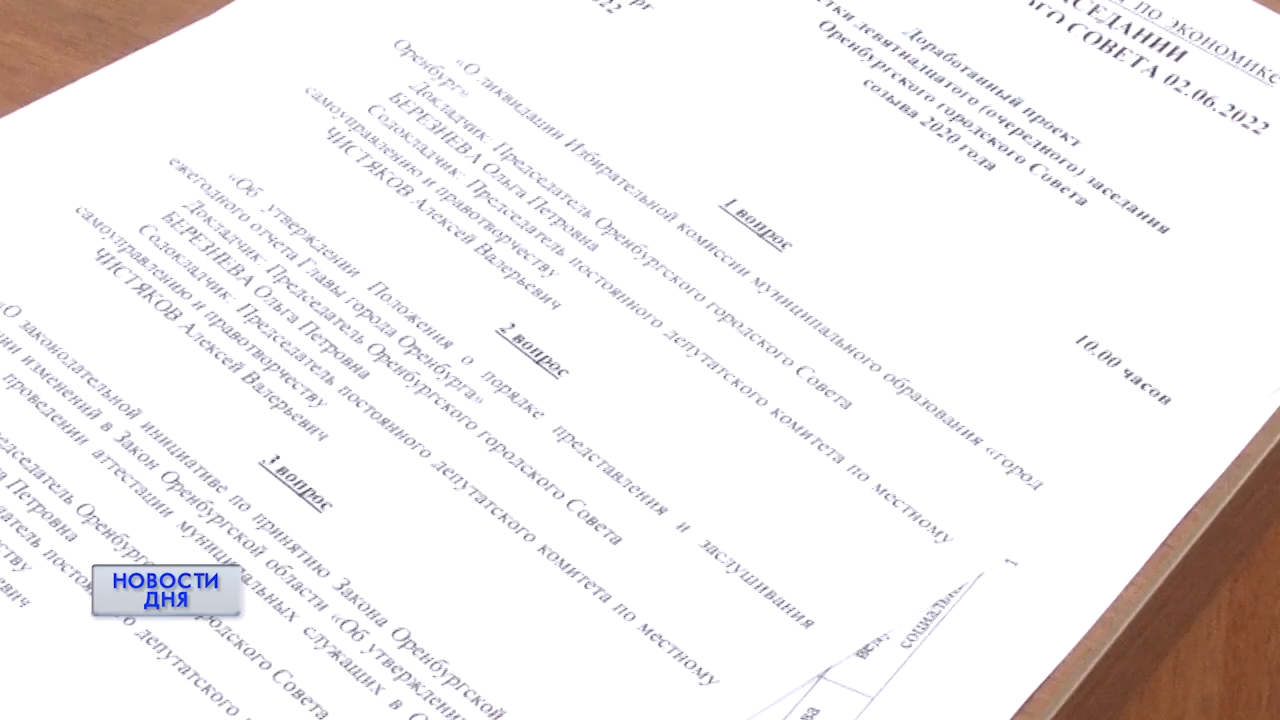 ПО ЭКОНОМИКЕ
СЕДАНИИ
СОВЕТА 02.06.2022
Доработанный проект
девятнадцатого (очередного) заседания
Оренбургского городского Совета
созыва 2020 года
10.00 часов
1 вопрос
«О ликвидации Избирательной комиссии муниципального образования «город
Оренбург»
Докладчик: Председатель Оренбургского городского Совета
БЕРЕЗНЕВА Ольга Петровна
Солокладчик: Председатель постоянного депутатского комитета по местному
самоуправлению и правотворчеству
ЧИСТЯКОВ Алексей Валерьевич
2 вопрос
«Об утверждении Положения о порядке представления и заслушивания
ежегодного отчета Главы города Оренбурга»
Докладчик: Председатель Оренбургского городского Совета
БЕРЕЗНЕВА Ольга Петровна
Солокладчик: Председатель постоянного депутатского комитета по местному
самоуправлению и правотворчеству
ЧИСТЯКОВ Алексей Валерьевич
3 вопрос
«О законодательной инициативе по принятию Закона Оренбургской
изменений в Закон Оренбургской области «Об утверждении
проведении аттестации муниципальных служащих в
Совета
Петровна
депутатского
НОВОСТИ
ДНЯ